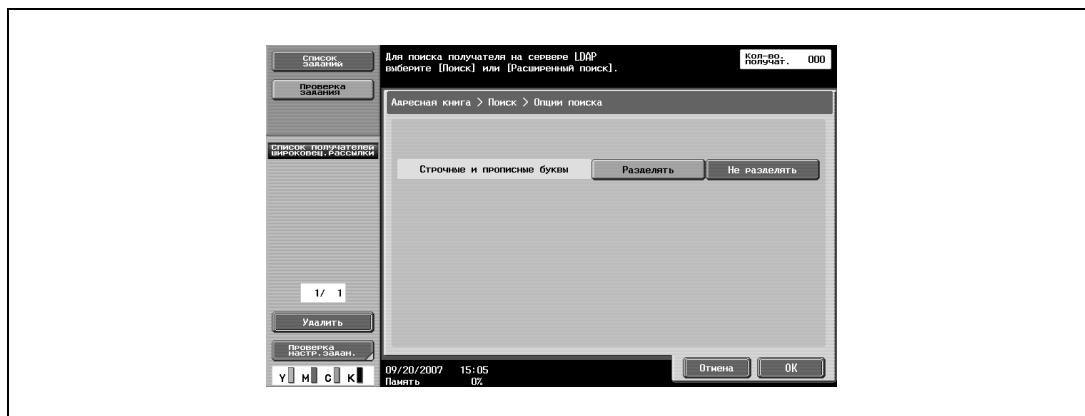 Список
заданий
Для поиска получателя на сервере LDAP
выберите [Поиск] или [Расширенный поиск].
Кол-во.
получат. 000
Проверка
задания
Адресная книга > Поиск > Опции поиска
Список получателей
широковещ.рассылки
Строчные и прописные буквы
Разделять
Не разделять
1/ 1
Удалить
Проверка
настр.задан.
Y M C K
09/20/2007 15:05
Память 0%
Отмена
OK